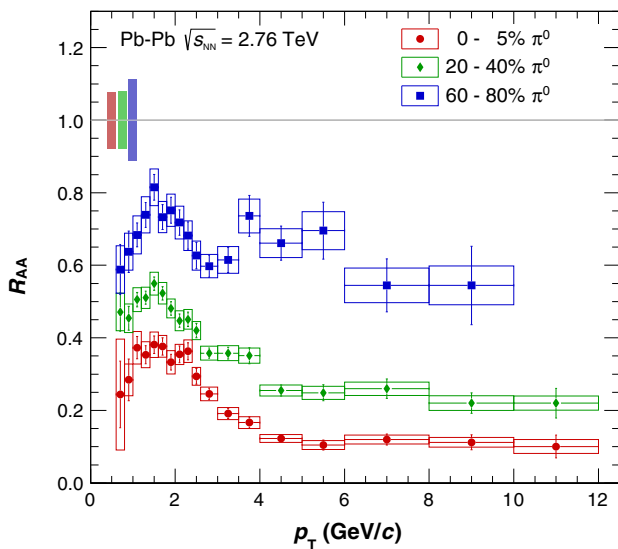 Pb-Pb √s_NN = 2.76 TeV
0 - 5% π⁰
20 - 40% π⁰
60 - 80% π⁰
R_AA
1.2
1.0
0.8
0.6
0.4
0.2
0.0
0 2 4 6 8 10 12
p_T (GeV/c)